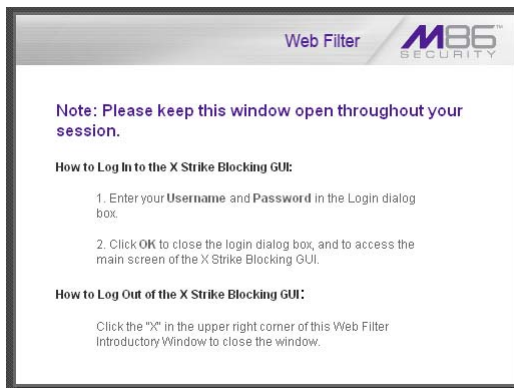 Web Filter
M86™
SECURITY
Note: Please keep this window open throughout your
session.
How to Log In to the X Strike Blocking GUI:
1. Enter your Username and Password in the Login dialog
box.
2. Click OK to close the login dialog box, and to access the
main screen of the X Strike Blocking GUI.
How to Log Out of the X Strike Blocking GUI:
Click the "X" in the upper right corner of this Web Filter
Introductory Window to close the window.